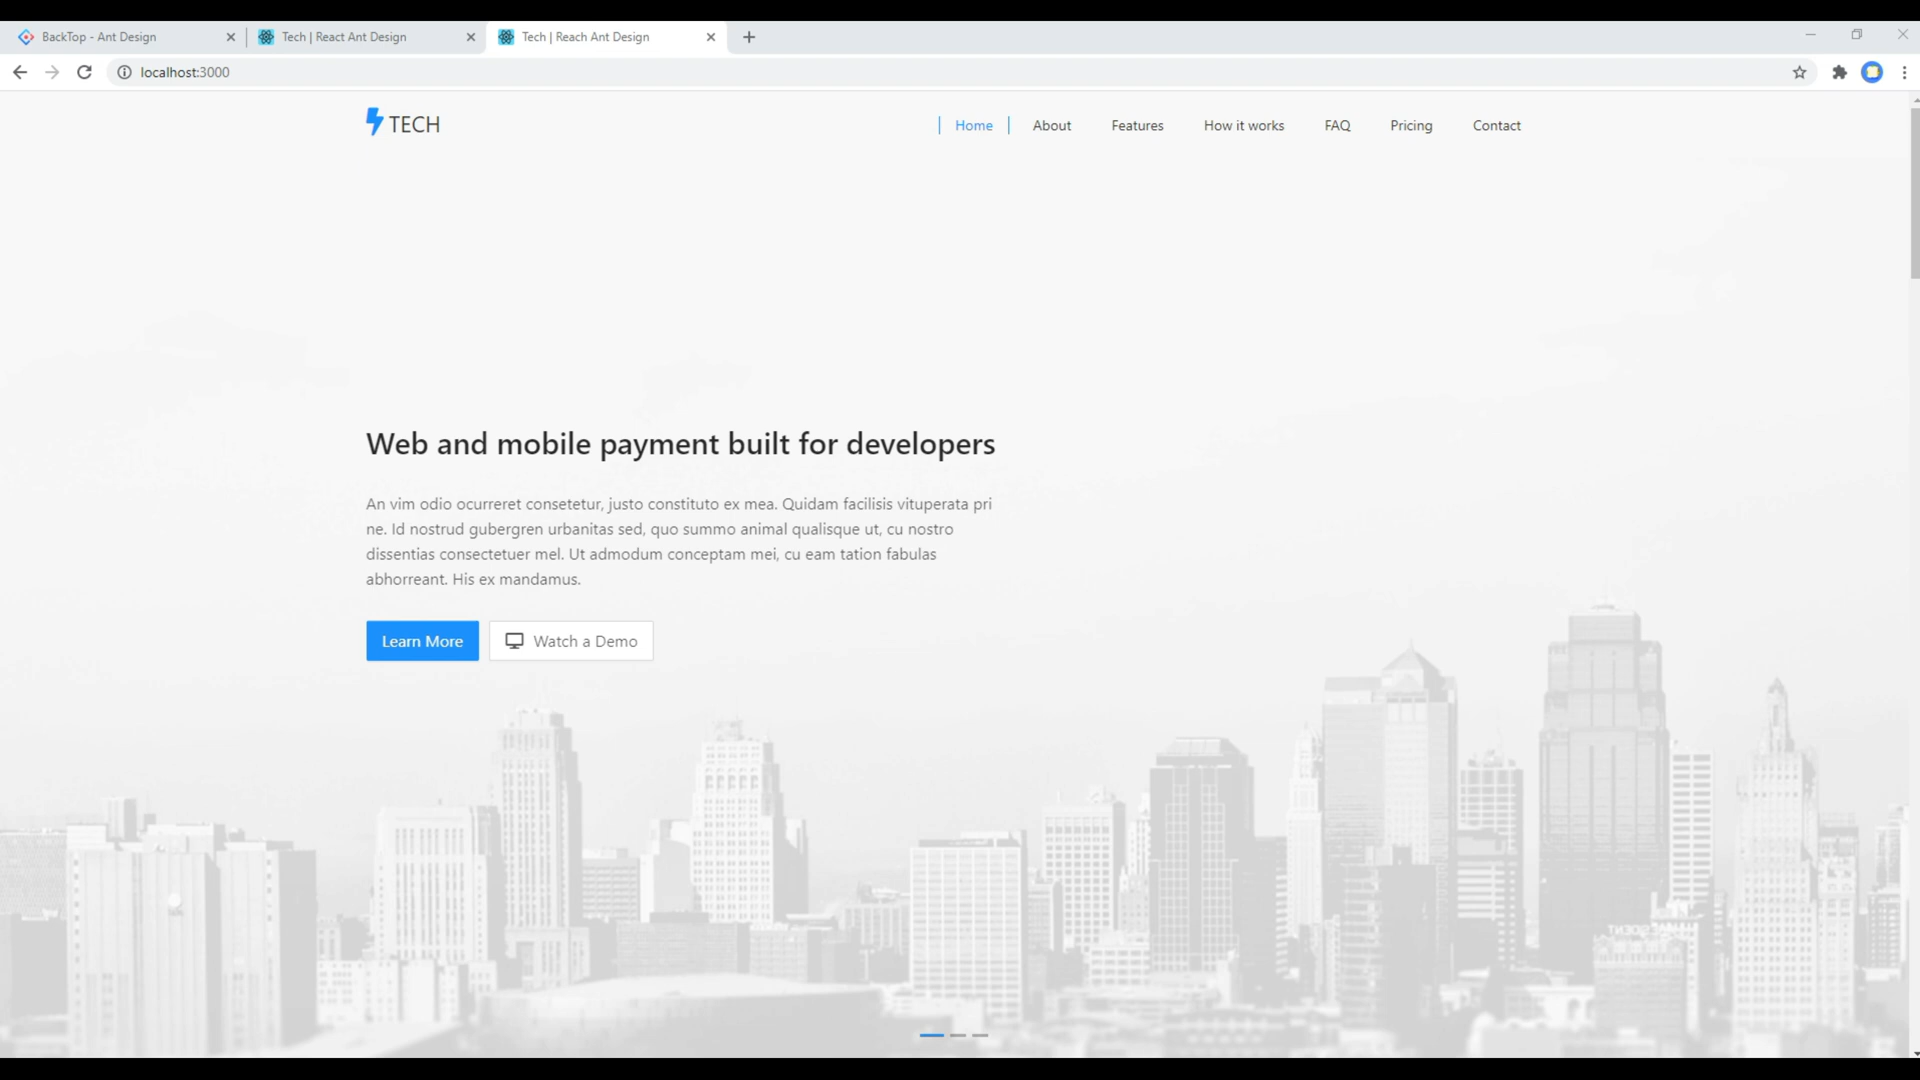 BackTop - Ant Design
Tech | React Ant Design
Tech | Reach Ant Design
localhost:3000
TECH
Home
About
Features
How it works
FAQ
Pricing
Contact
Web and mobile payment built for developers
An vim odio ocurreret consetetur, justo constituto ex mea. Quidam facilisis vituperata pri
ne. Id nostrud gubergren urbanitas sed, quo summo animal qualisque ut, cu nostro
dissentias consectetuer mel. Ut admodum conceptam mei, cu eam tation fabulas
abhorreant. His ex mandamus.
Learn More
Watch a Demo